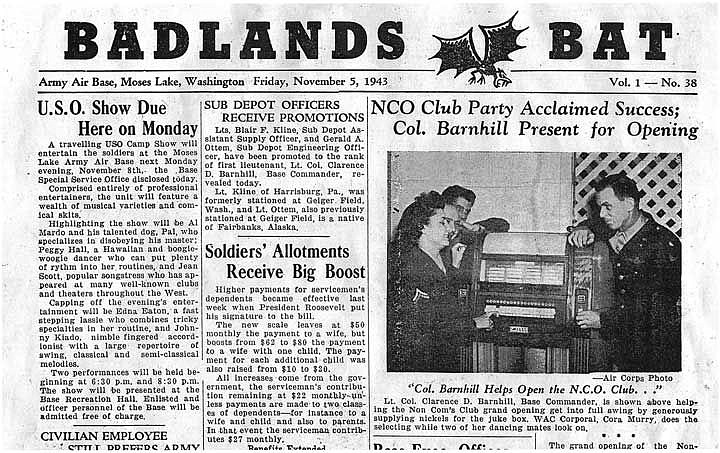 BADLANDS BAT
Army Air Base, Moses Lake, Washington Friday, November 5, 1943 Vol. 1 — No. 38
U.S.O. Show Due
Here on Monday
A travelling USO Camp Show will
entertain the soldiers at the Moses
Lake Army Air Base next Monday
evening, November 8th, the Base
Special Service Office disclosed today.
Comprised entirely of professional
entertainers, the unit will feature a
wealth of musical varieties and com-
ical skits.
Highlighting the show will be Al
Mardo and his talented dog, Pal, who
specializes in disobeying his master;
Peggy Hall, a Hawaiian and boogie-
woogie dancer who can put plenty
of rythm into her routines, and Jean
Scott, popular songstress who has ap-
peared at many well-known clubs
and theaters throughout the West.
Capping off the evening's enter-
tainment will be Edna Eaton, a fast
stepping lassie who combines tricky
specialties in her routine, and John-
ny Kiado, nimble fingered accor-
ionist with a large repertoire of
swing, classical and semi-classical
melodies.
Two performances will be held be-
ginning at 6:30 p.m. and 8:30 p.m.
The show will be presented at the
Base Recreation Hall. Enlisted and
officer personnel of the Base will be
admitted free of charge.
CIVILIAN EMPLOYEE
STILL PREFERS ARMY
SUB DEPOT OFFICERS
RECEIVE PROMOTIONS
Lts. Blair F. Kline, Sub Depot As-
sistant Supply Officer, and Gerald A.
Ottem, Sub Depot Engineering Offi-
cer, have been promoted to the rank
of first lieutenant, Lt. Col. Clarence
D. Barnhill, Base Commander, re-
vealed today.
Lt. Kline of Harrisburg, Pa., was
formerly stationed at Geiger Field,
Wash., and Lt. Ottem, also previously
stationed at Geiger Field, is a native
of Fairbanks, Alaska.
Soldiers' Allotments
Receive Big Boost
Higher payments for servicemen's
dependents became effective last
week when President Roosevelt put
his signature to the bill.
The new scale leaves at $50
monthly the payment to a wife, but
boosts from $62 to $80 the payment
to a wife with one child. The pay-
ment for each additional child was
also raised from $10 to $20.
All increases come from the gov-
ernment, the serviceman's contribu-
tion remaining at $22 monthly—un-
less payments are made to two class-
es of dependents—for instance to a
wife and child and also to parents.
In that event the serviceman contrib-
utes $27 monthly.
Benefits Extended
NCO Club Party Acclaimed Success;
Col. Barnhill Present for Opening
—Air Corps Photo
"Col. Barnhill Helps Open the N.C.O. Club. . ."
Lt. Col. Clarence D. Barnhill, Base Commander, is shown above help-
ing the Non Com's Club grand opening get into full swing by generously
supplying nickels for the juke box. WAC Corporal, Cora Murry, does the
selecting while two of her dancing mates look on.
* * *
The grand opening of the Non-